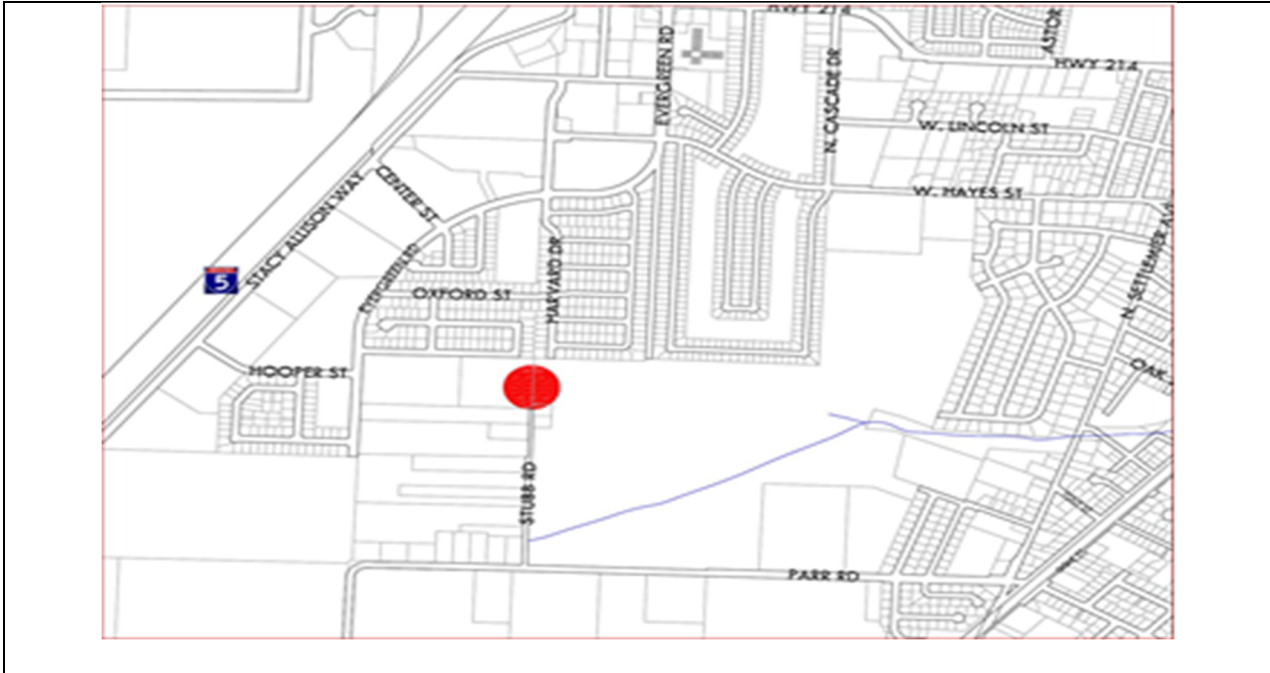 HWY 214
ASTOR
EVERGREEN RD
HWY 214
N. CASCADE DR
W. LINCOLN ST
CENTER ST
W. HAYES ST
STACY ALLISON WAY
EVERGREEN RD
HARVARD DR
N. SETTLEMIER AVE
5
OXFORD ST
HOOPER ST
OAK
STUBB RD
PARR RD